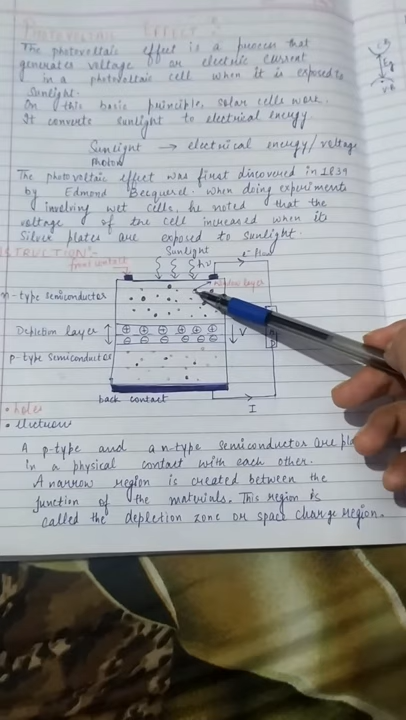 PHOTOVOLTAIC EFFECT :-
The photovoltaic effect is a process that
generates voltage or electric current
in a photovoltaic cell when it is exposed to
Sunlight.
On this basic principle, solar cells work.
It converts sunlight to electrical energy.
Sunlight → electrical energy/voltage
Photon
The photovoltaic effect was first discovered in 1839
by Edmond Becquerel. When doing experiments
involving wet cells, he noted that the
voltage of the cell increased when its
Silver plates are exposed to sunlight.
NSTRUCTION:-
Sunlight
front contact
hν
e⁻ flow
n-type semiconductor
window layer
Depletion layer
V
p-type Semiconductor
back contact
I
• holes
• electrons
A p-type and a n-type semiconductor are pla
in a physical contact with each other.
A narrow region is created between the
junction of the materials. This region is
called the depletion zone or space charge region.
Eg